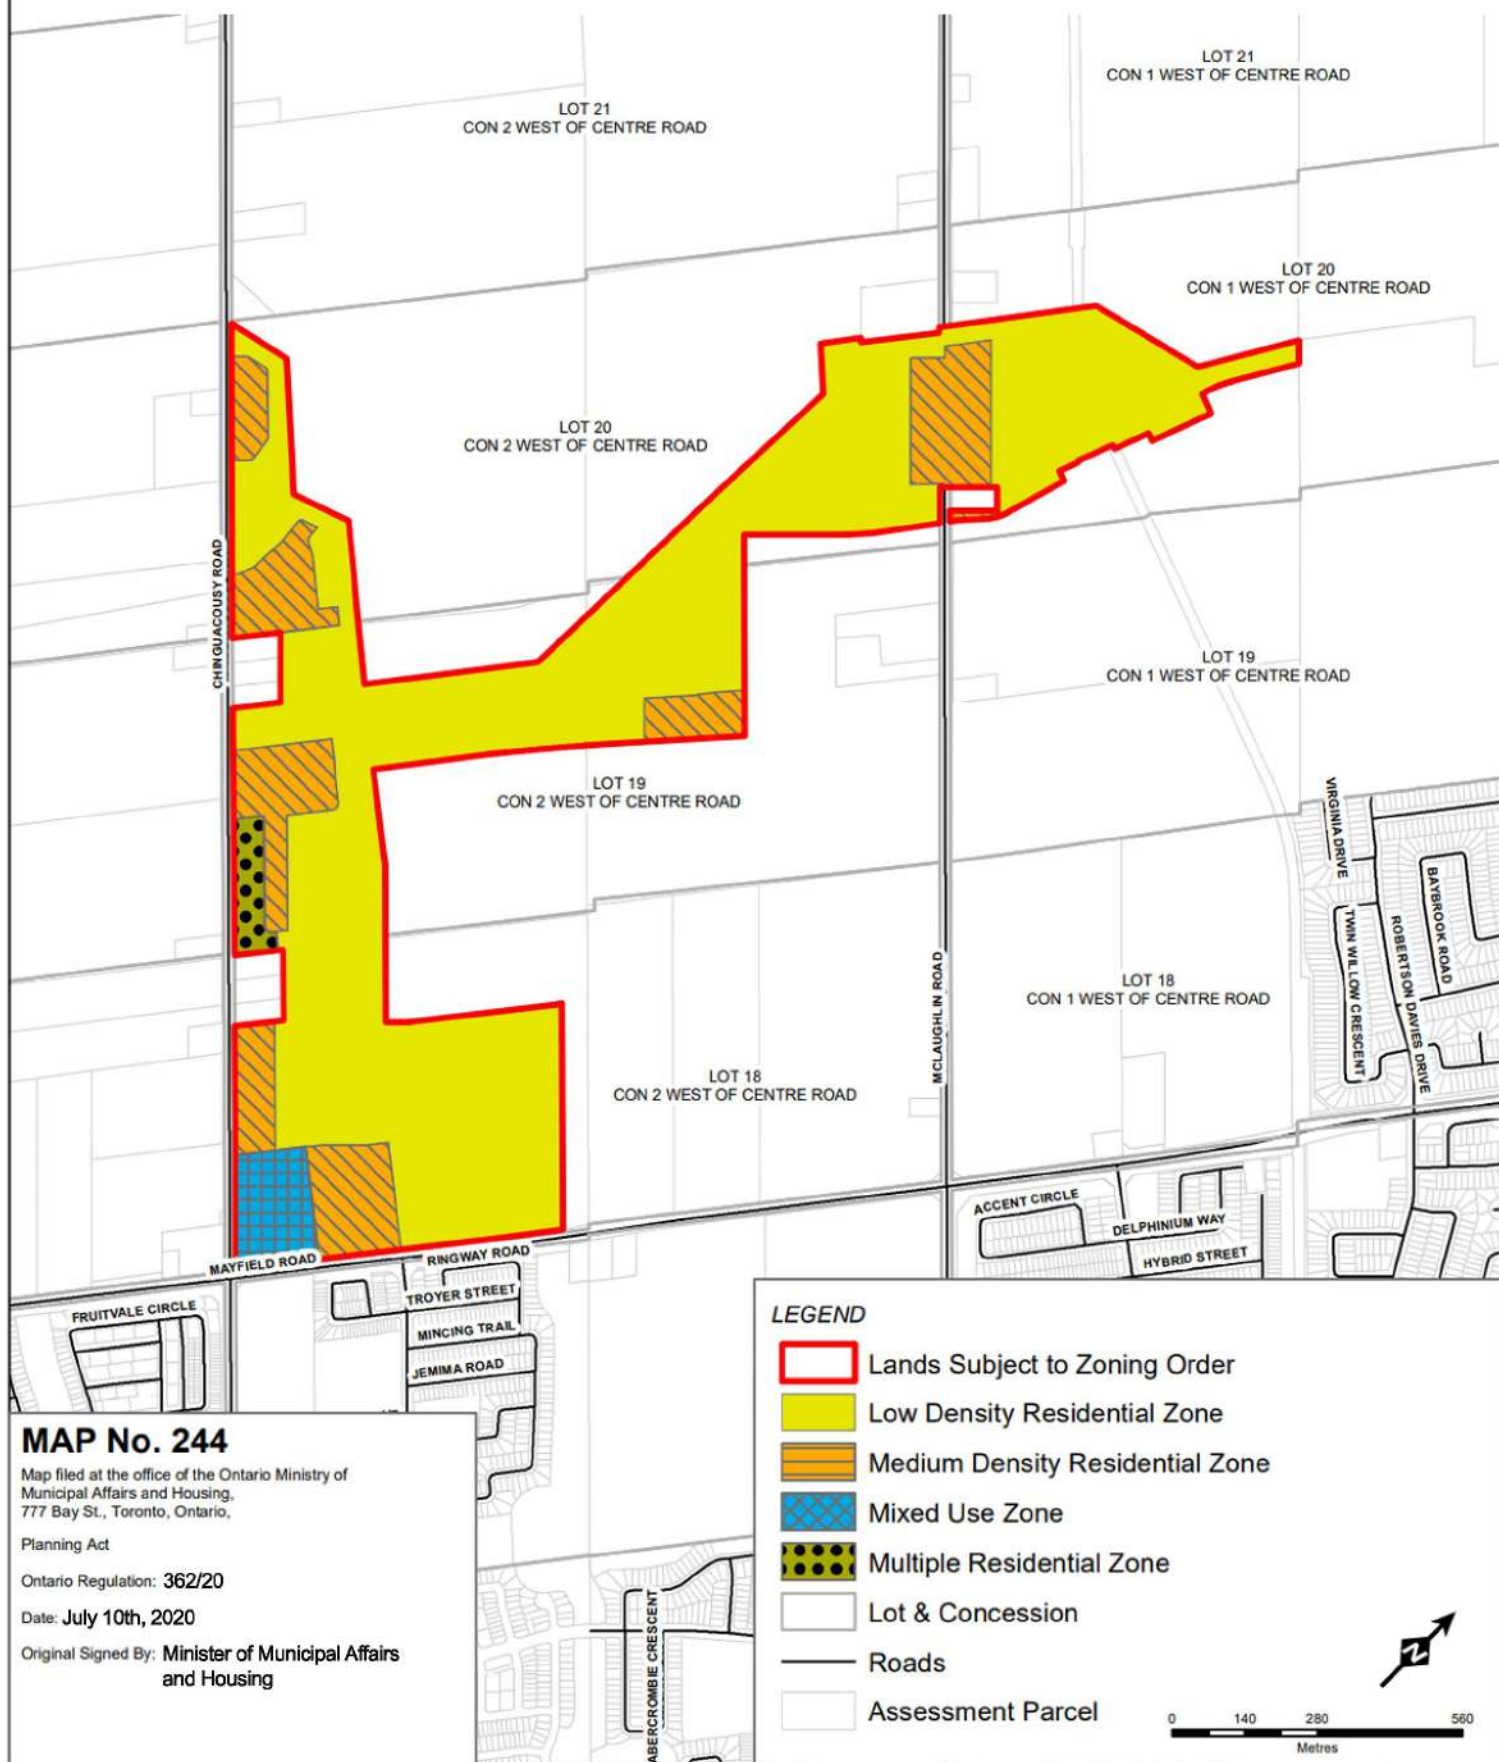 LOT 21
CON 1 WEST OF CENTRE ROAD
LOT 21
CON 2 WEST OF CENTRE ROAD
LOT 20
CON 1 WEST OF CENTRE ROAD
LOT 20
CON 2 WEST OF CENTRE ROAD
CHINGUACOUSY ROAD
LOT 19
CON 1 WEST OF CENTRE ROAD
LOT 19
CON 2 WEST OF CENTRE ROAD
VIRGINIA DRIVE
BAYBROOK ROAD
TWIN WILLOW CRESCENT
ROBERTSON DAVIES DRIVE
MCLAUGHLIN ROAD
LOT 18
CON 1 WEST OF CENTRE ROAD
LOT 18
CON 2 WEST OF CENTRE ROAD
ACCENT CIRCLE
DELPHINIUM WAY
HYBRID STREET
MAYFIELD ROAD
RINGWAY ROAD
TROYER STREET
FRUITVALE CIRCLE
MINCING TRAIL
JEMIMA ROAD
MAP No. 244
Map filed at the office of the Ontario Ministry of
Municipal Affairs and Housing,
777 Bay St., Toronto, Ontario,
Planning Act
Ontario Regulation: 362/20
Date: July 10th, 2020
Original Signed By: Minister of Municipal Affairs
and Housing
ABERCROMBIE CRESCENT
LEGEND
Lands Subject to Zoning Order
Low Density Residential Zone
Medium Density Residential Zone
Mixed Use Zone
Multiple Residential Zone
Lot & Concession
Roads
Assessment Parcel
N
0 140 280 560
Metres